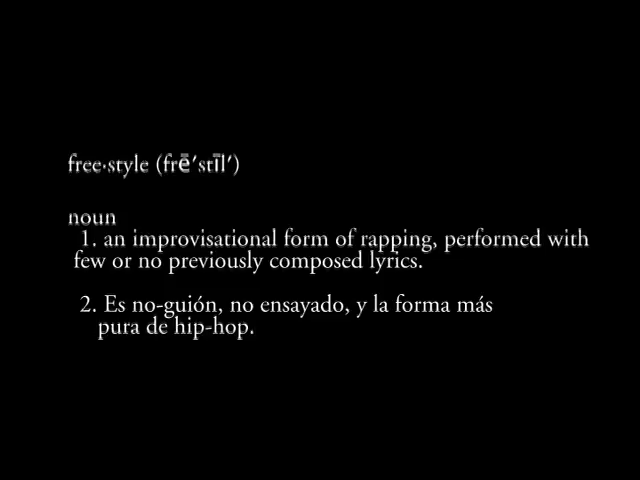 free·style (frē′stīl′)
noun
1. an improvisational form of rapping, performed with
few or no previously composed lyrics.
2. Es no-guión, no ensayado, y la forma más
pura de hip-hop.